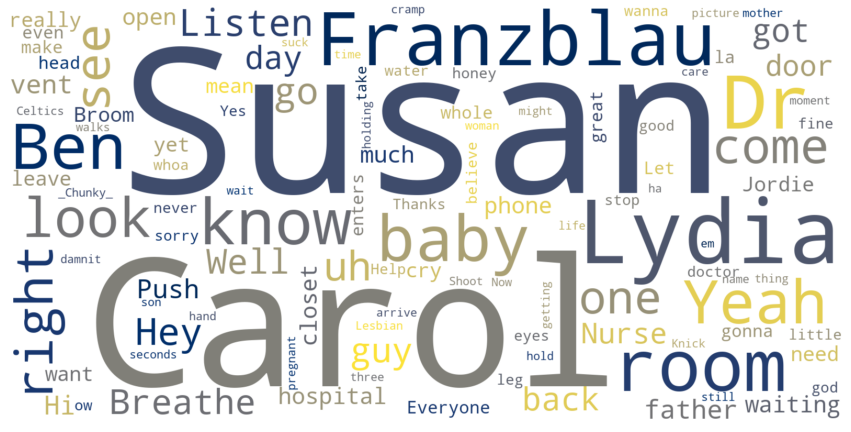 cramp
really
open
Listen
Franzblau
wanna
picture
mother
even
make
see
day
got
head
la
door
suck
time
Susan
vent
mean
go
take
water
honey
care
Dr
Celtics
Broom
Yes
holding
whole
great
moment
walks
woman
might
Ben
yet
much
good
fine
come
whoa
believe
leave
Let
_Chunky_
wait
ha
Jordie
look
never
know
enters
Thanks
phone
stop
Lydia
sorry
baby
life
em
damnit
Well
uh
Help
cry
doctor
right
Push
closet
Shoot
Now
name
thing
son
Carol
one
Yeah
hand
arrive
getting
Hey
Lesbian
eyes
Nurse
gonna
little
seconds
guy
hold
Knick
room
need
want
pregnant
three
leg
god
Hi
ow
Breathe
hospital
Everyone
back
still
father
waiting